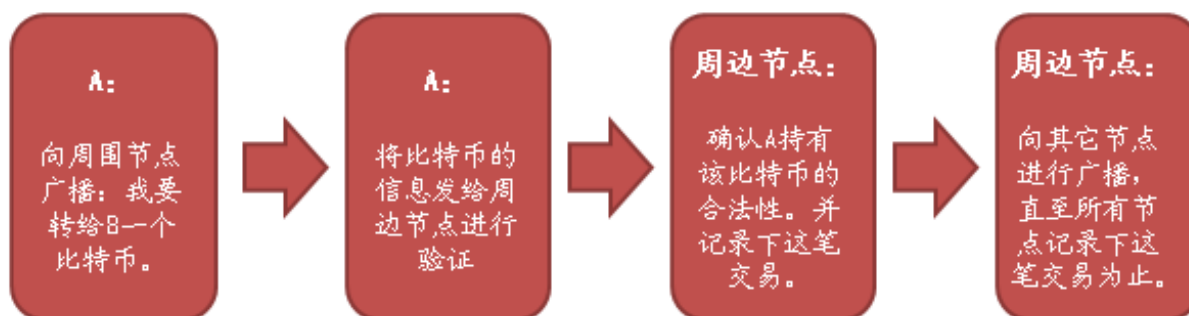 A:
向周围节点
广播：我要
转给B一个
比特币。
A:
将比特币的
信息发给周
边节点进行
验证
周边节点：
确认A持有
该比特币的
合法性。并
记录下这笔
交易。
周边节点：
向其它节点
进行广播，
直至所有节
点记录下这
笔交易为止。